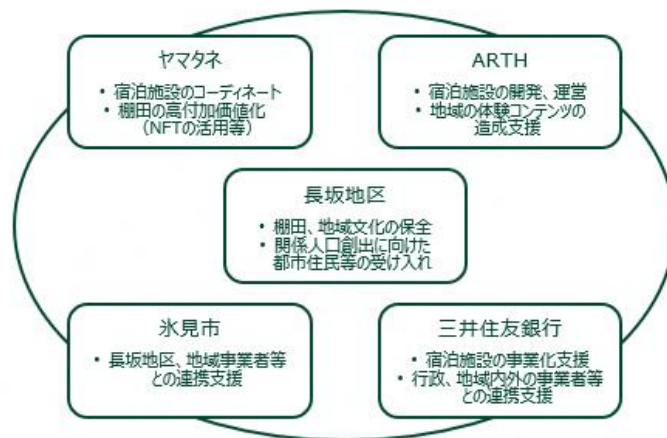 ヤマタネ
• 宿泊施設のコーディネート
• 棚田の高付加価値化
（NFTの活用等）
ARTH
• 宿泊施設の開発、運営
• 地域の体験コンテンツの
造成支援
長坂地区
• 棚田、地域文化の保全
• 関係人口創出に向けた
都市住民等の受け入れ
氷見市
• 長坂地区、地域事業者等
との連携支援
三井住友銀行
• 宿泊施設の事業化支援
• 行政、地域内外の事業者等
との連携支援